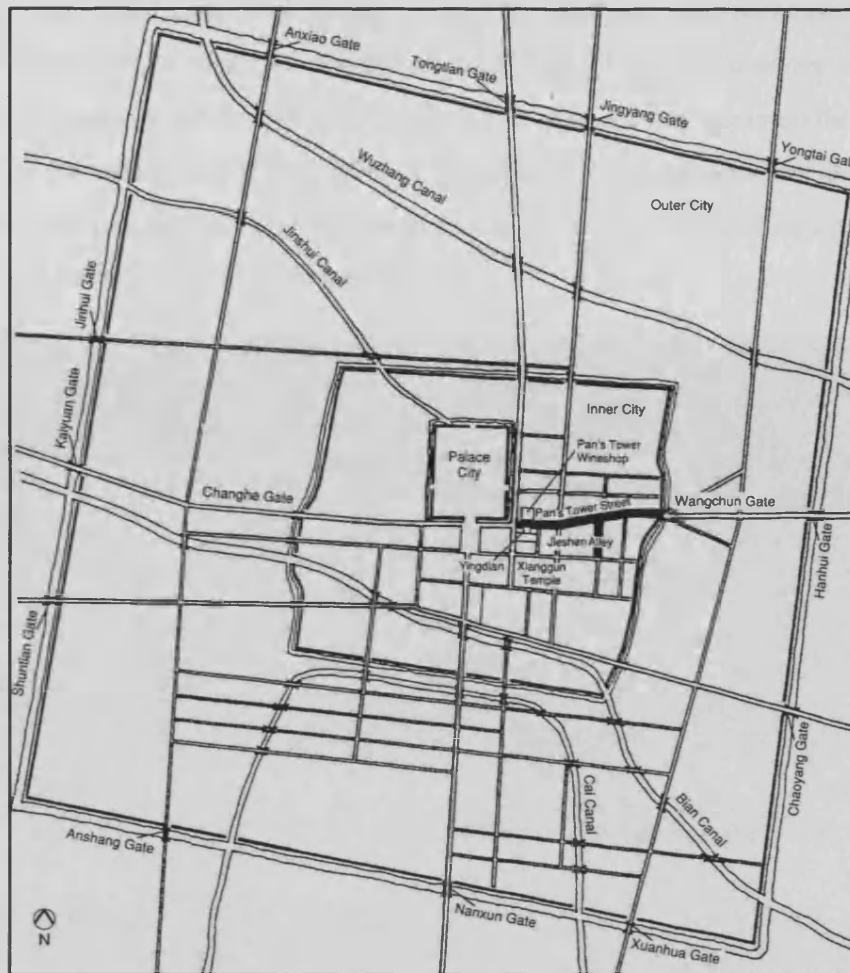 Anxiao Gate
Tongtian Gate
Jingyang Gate
Yongtai Gat
Wuzhang Canal
Outer City
Jinshui Canal
Jinhui Gate
Kaiyuan Gate
Inner City
Pan's Tower
Wineshop
Palace
City
Changhe Gate
Pan's Tower Street
Wangchun Gate
Jieshen Alley
Yingdian
Xianggun
Temple
Hanhui Gate
Shuntian Gate
Chaoyang Gate
Cai Canal
Bian Canal
Anshang Gate
Nanxun Gate
Xuanhua Gate
N